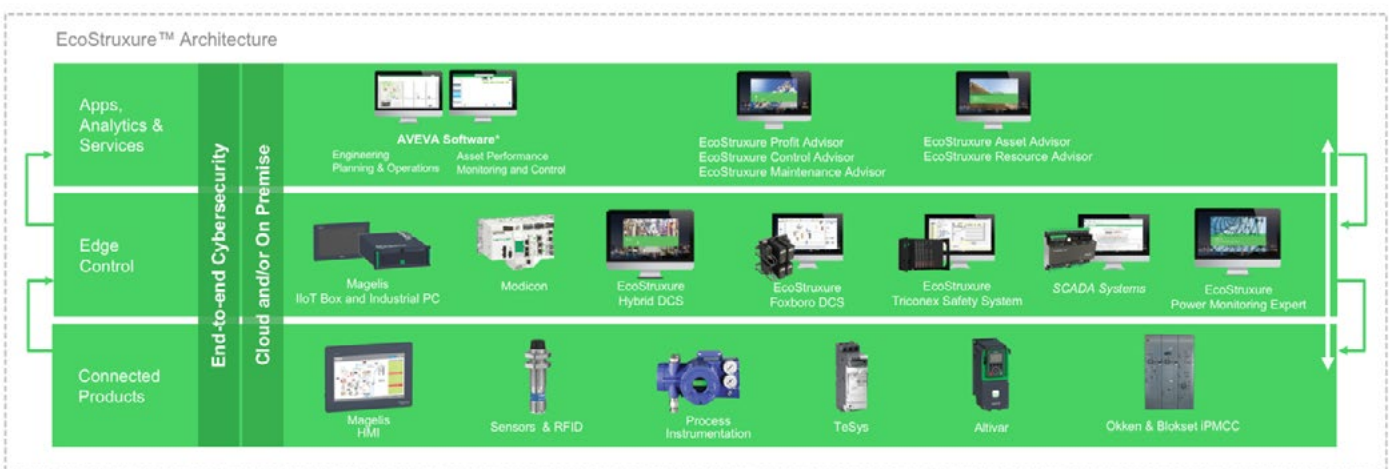 EcoStruxure™ Architecture
Apps,
Analytics &
Services
End-to-end Cybersecurity
Cloud and/or On Premise
AVEVA Software*
Engineering
Planning & Operations
Asset Performance
Monitoring and Control
EcoStruxure Profit Advisor
EcoStruxure Control Advisor
EcoStruxure Maintenance Advisor
EcoStruxure Asset Advisor
EcoStruxure Resource Advisor
Edge
Control
Magelis
IIoT Box and Industrial PC
Modicon
EcoStruxure
Hybrid DCS
EcoStruxure
Foxboro DCS
EcoStruxure
Triconex Safety System
SCADA Systems
EcoStruxure
Power Monitoring Expert
Connected
Products
Magelis
HMI
Sensors & RFID
Process
Instrumentation
TeSys
Altivar
Okken & Blokset iPMCC